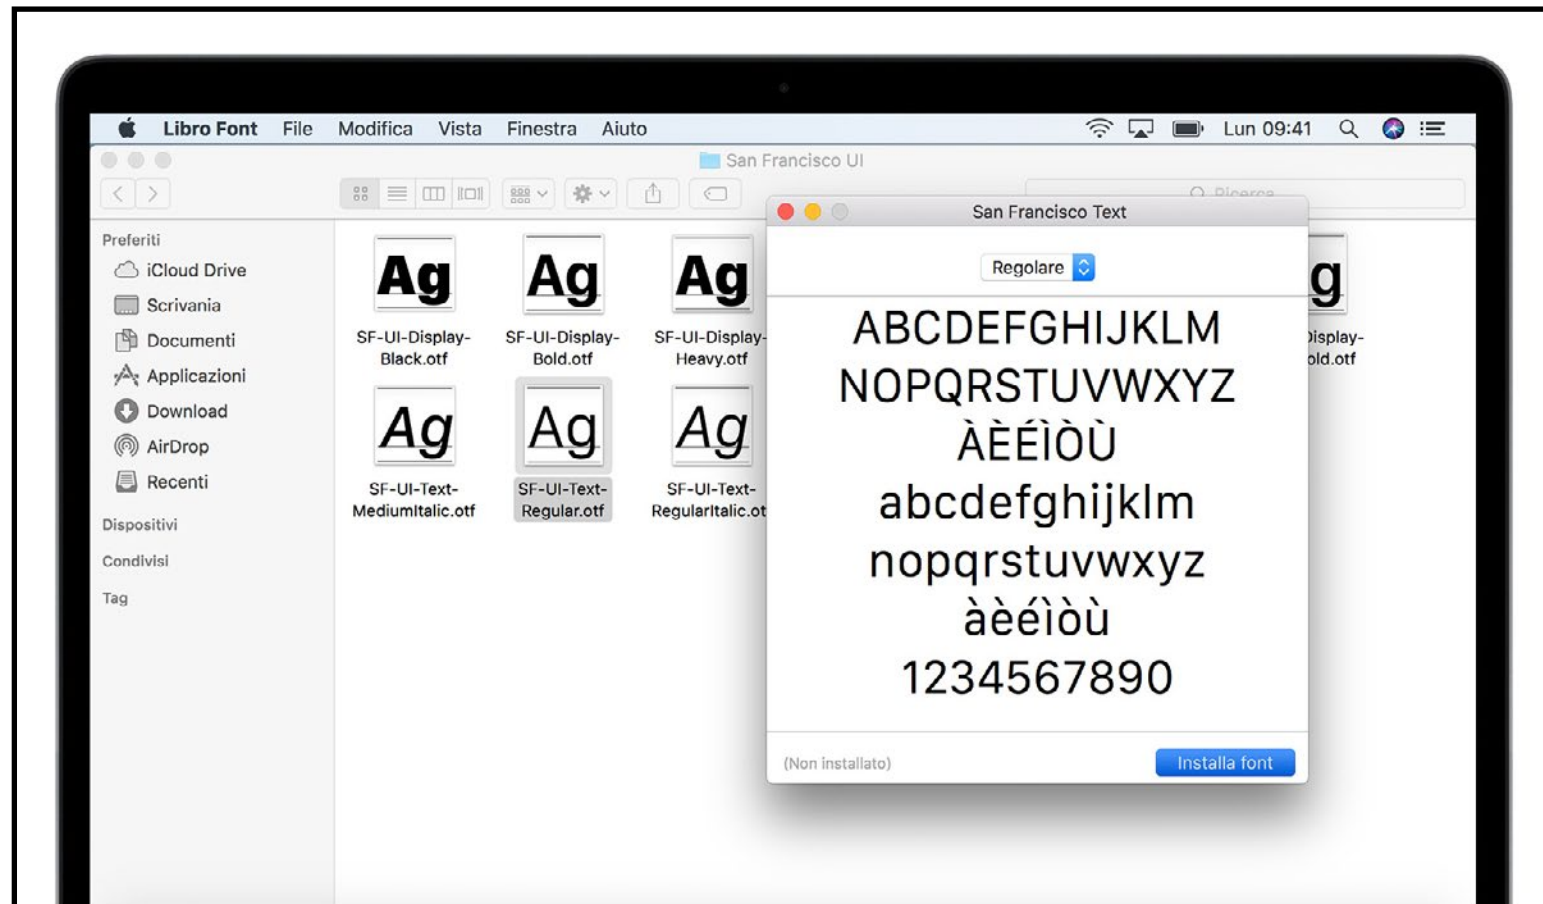 Libro Font File Modifica Vista Finestra Aiuto Lun 09:41
San Francisco UI
Ricerca
Preferiti
iCloud Drive
Scrivania
Documenti
Applicazioni
Download
AirDrop
Recenti
Dispositivi
Condivisi
Tag
Ag Ag Ag g
SF-UI-Display- SF-UI-Display- SF-UI-Display- Display-
Black.otf Bold.otf Heavy.otf old.otf
Ag Ag Ag
SF-UI-Text- SF-UI-Text- SF-UI-Text-
MediumItalic.otf Regular.otf RegularItalic.ot
San Francisco Text
Regolare
ABCDEFGHIJKLM
NOPQRSTUVWXYZ
ÀÈÉÌÒÙ
abcdefghijklm
nopqrstuvwxyz
àèéìòù
1234567890
(Non installato) Installa font